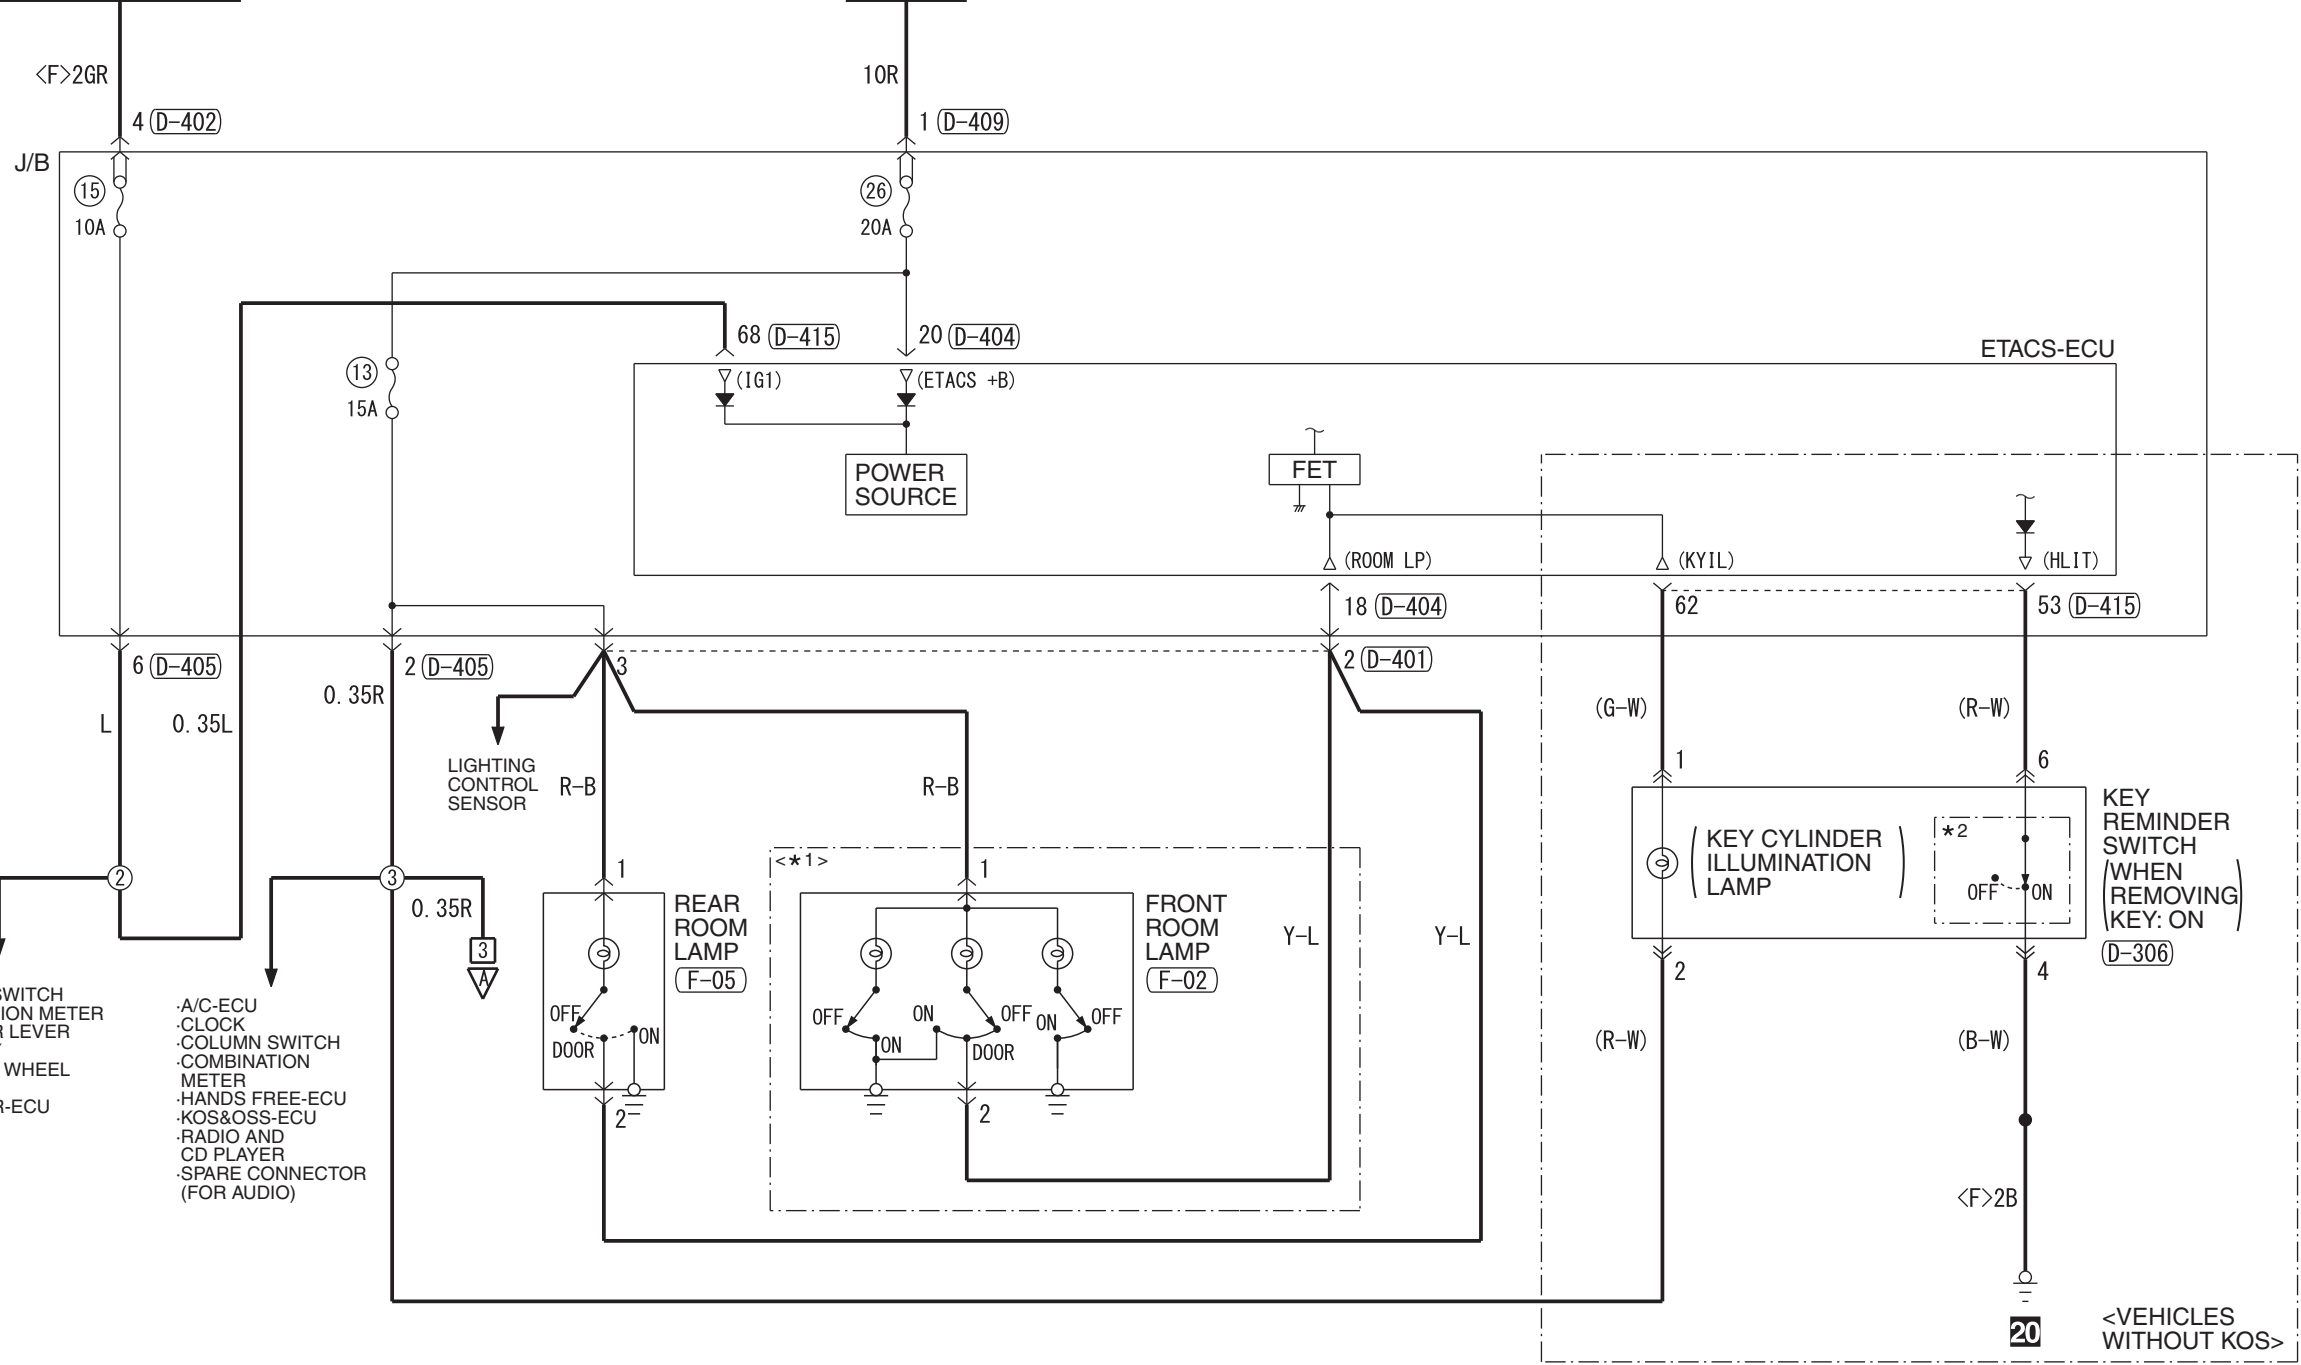 <F>2GR
10R
4 (D-402)
1 (D-409)
J/B
15
10A
26
20A
68 (D-415)
20 (D-404)
ETACS-ECU
13
15A
(IG1)
(ETACS +B)
POWER
SOURCE
FET
(ROOM LP)
(KYIL)
(HLIT)
18 (D-404)
62
53 (D-415)
6 (D-405)
2 (D-405)
3
2 (D-401)
L
0.35L
0.35R
(G-W)
(R-W)
LIGHTING
CONTROL
SENSOR
R-B
R-B
1
6
KEY
REMINDER
SWITCH
(WHEN
REMOVING
KEY: ON)
(D-306)
(KEY CYLINDER
ILLUMINATION
LAMP)
*2
OFF
ON
2
3
0.35R
3
A
<*1>
1
1
REAR
ROOM
LAMP
(F-05)
FRONT
ROOM
LAMP
(F-02)
Y-L
Y-L
OFF
DOOR
ON
OFF
ON
ON
OFF
DOOR
ON
OFF
2
2
2
4
(R-W)
(B-W)
SWITCH
ION METER
R LEVER
WHEEL
R-ECU
·A/C-ECU
·CLOCK
·COLUMN SWITCH
·COMBINATION
METER
·HANDS FREE-ECU
·KOS&OSS-ECU
·RADIO AND
CD PLAYER
·SPARE CONNECTOR
(FOR AUDIO)
<F>2B
20
<VEHICLES
WITHOUT KOS>